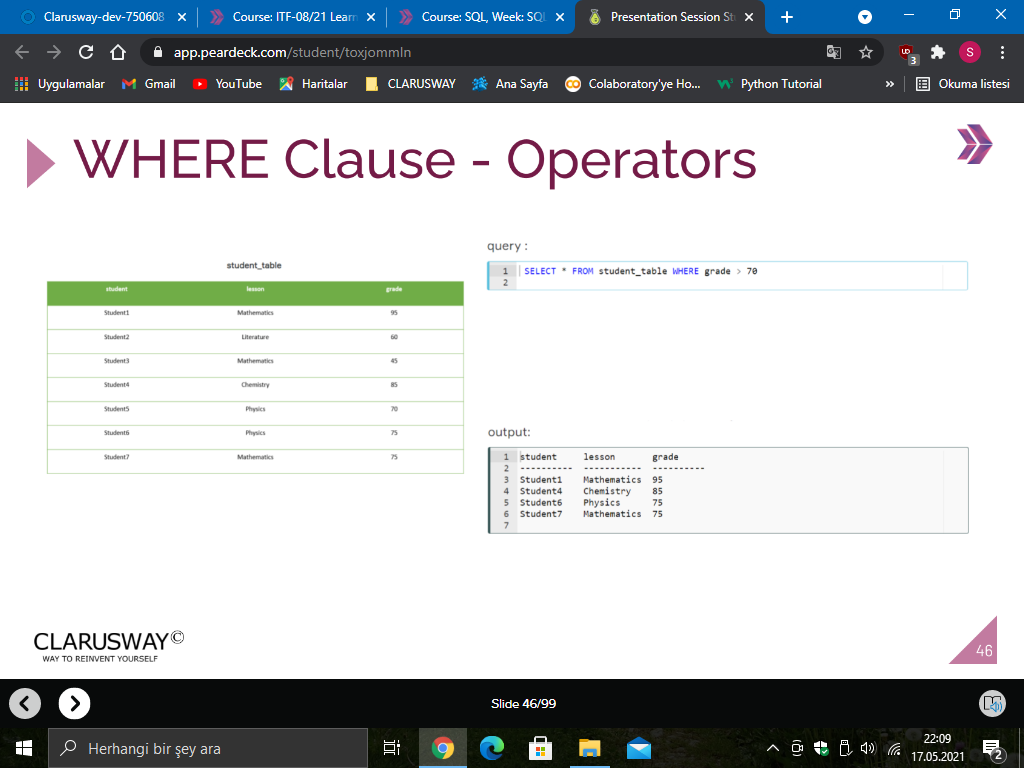 Clarusway-dev-750608
Course: ITF-08/21 Learn
Course: SQL, Week: SQL
Presentation Session St
app.peardeck.com/student/toxjommln
UD
3
S
Uygulamalar
Gmail
YouTube
Haritalar
CLARUSWAY
Ana Sayfa
Colaboratory'ye Ho...
Python Tutorial
»
Okuma listesi
WHERE Clause - Operators
student_table
student lesson grade
Student1 Mathematics 95
Student2 Literature 60
Student3 Mathematics 45
Student4 Chemistry 85
Student5 Physics 70
Student6 Physics 75
Student7 Mathematics 75
query :
1 SELECT * FROM student_table WHERE grade > 70
2
output:
1 student lesson grade
2 ---------- ----------- ----------
3 Student1 Mathematics 95
4 Student4 Chemistry 85
5 Student6 Physics 75
6 Student7 Mathematics 75
7
CLARUSWAY©
WAY TO REINVENT YOURSELF
46
Slide 46/99
Herhangi bir şey ara
22:09
17.05.2021
2